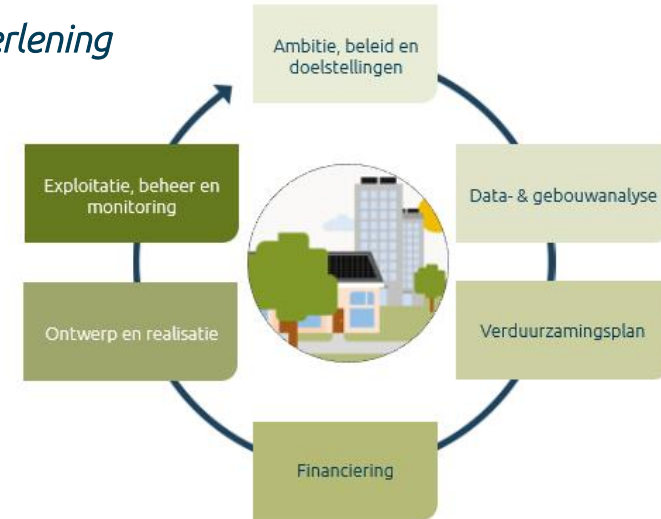 erlening
Ambitie, beleid en
doelstellingen
Data- & gebouwanalyse
Verduurzamingsplan
Financiering
Ontwerp en realisatie
Exploitatie, beheer en
monitoring